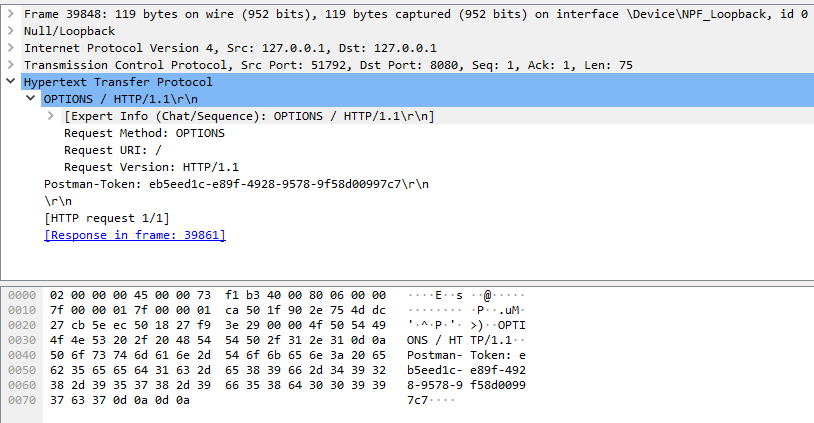 Frame 39848: 119 bytes on wire (952 bits), 119 bytes captured (952 bits) on interface \Device\NPF_Loopback, id 0
Null/Loopback
Internet Protocol Version 4, Src: 127.0.0.1, Dst: 127.0.0.1
Transmission Control Protocol, Src Port: 51792, Dst Port: 8080, Seq: 1, Ack: 1, Len: 75
Hypertext Transfer Protocol
OPTIONS / HTTP/1.1\r\n
[Expert Info (Chat/Sequence): OPTIONS / HTTP/1.1\r\n]
Request Method: OPTIONS
Request URI: /
Request Version: HTTP/1.1
Postman-Token: eb5eed1c-e89f-4928-9578-9f58d00997c7\r\n
\r\n
[HTTP request 1/1]
[Response in frame: 39861]
0000 02 00 00 00 45 00 00 73 f1 b3 40 00 80 06 00 00 ····E··s ··@·····
0010 7f 00 00 01 7f 00 00 01 ca 50 1f 90 2e 75 4d dc ········ ·P··.uM·
0020 27 cb 5e ec 50 18 27 f9 3e 29 00 00 4f 50 54 49 '·^·P·'· >)··OPTI
0030 4f 4e 53 20 2f 20 48 54 54 50 2f 31 2e 31 0d 0a ONS / HT TP/1.1··
0040 50 6f 73 74 6d 61 6e 2d 54 6f 6b 65 6e 3a 20 65 Postman- Token: e
0050 62 35 65 65 64 31 63 2d 65 38 39 66 2d 34 39 32 b5eed1c- e89f-492
0060 38 2d 39 35 37 38 2d 39 66 35 38 64 30 30 39 39 8-9578-9 f58d0099
0070 37 63 37 0d 0a 0d 0a 7c7····